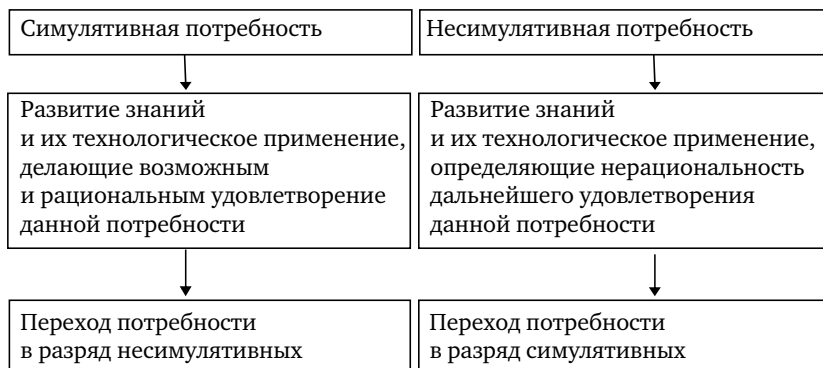 Симулятивная потребность
Несимулятивная потребность
Развитие знаний
и их технологическое применение,
делающие возможным
и рациональным удовлетворение
данной потребности
Развитие знаний
и их технологическое применение,
определяющие нерациональность
дальнейшего удовлетворения
данной потребности
Переход потребности
в разряд несимулятивных
Переход потребности
в разряд симулятивных